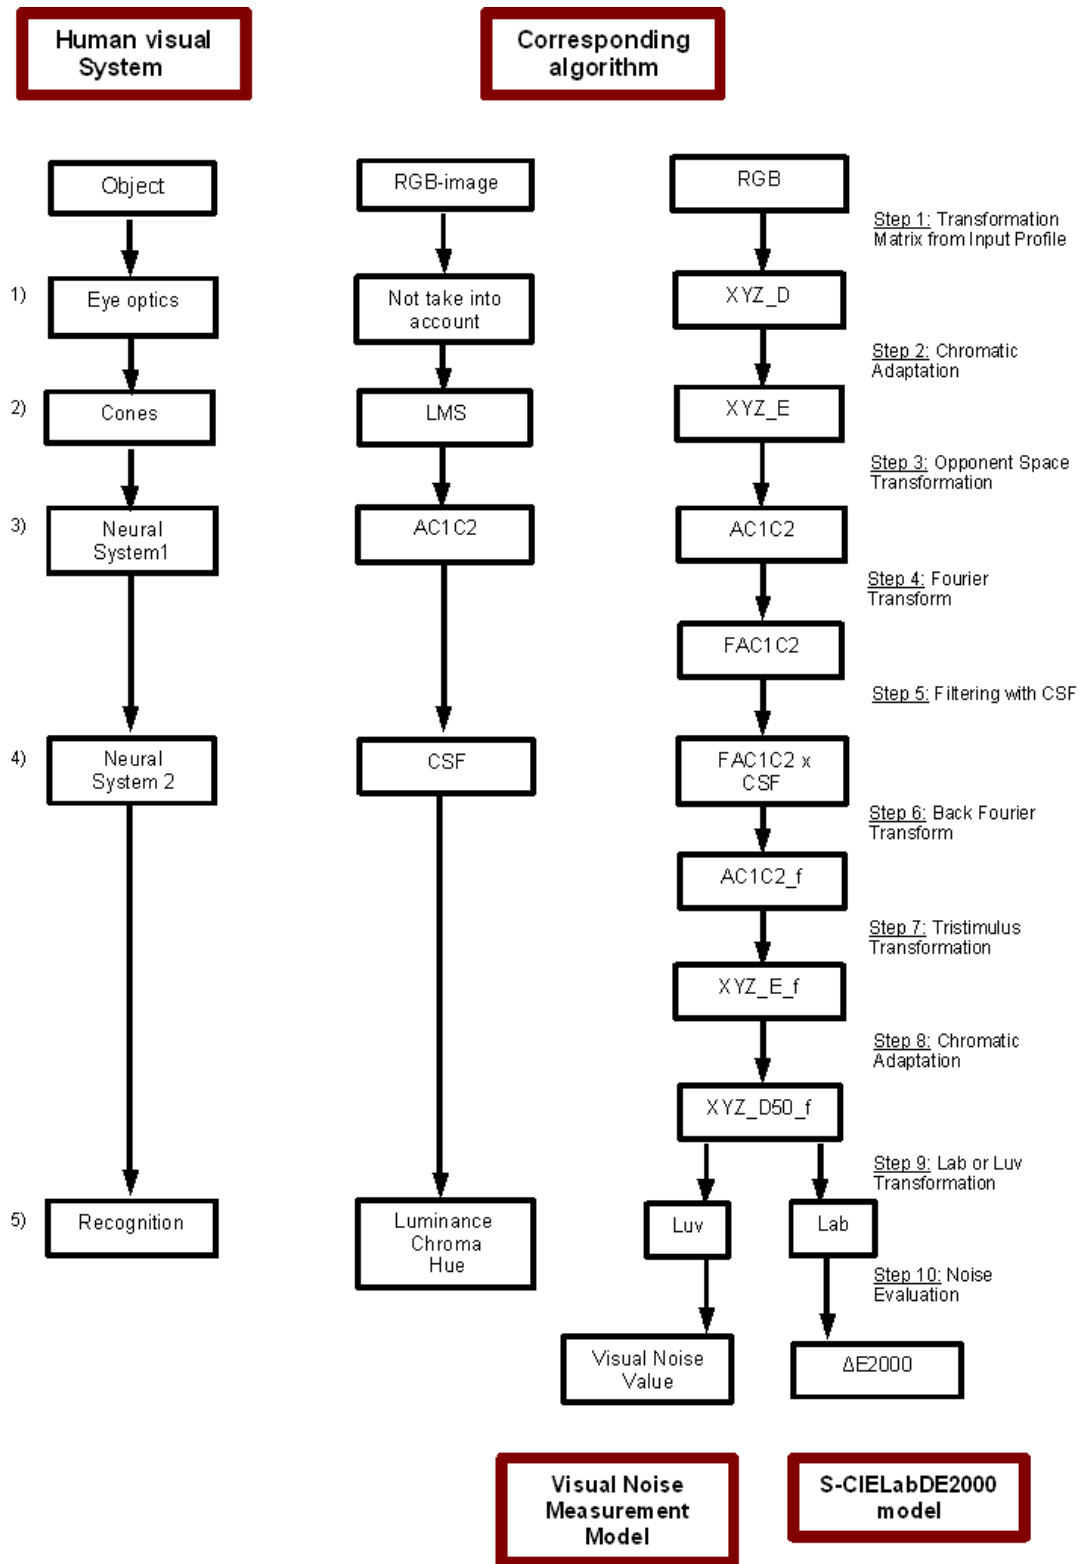 Human visual
System
Corresponding
algorithm
Object
RGB-image
RGB
Step 1: Transformation
Matrix from Input Profile
1)
Eye optics
Not take into
account
XYZ_D
Step 2: Chromatic
Adaptation
2)
Cones
LMS
XYZ_E
Step 3: Opponent Space
Transformation
3)
Neural
System1
AC1C2
AC1C2
Step 4: Fourier
Transform
FAC1C2
Step 5: Filtering with CSF
4)
Neural
System 2
CSF
FAC1C2 x
CSF
Step 6: Back Fourier
Transform
AC1C2_f
Step 7: Tristimulus
Transformation
XYZ_E_f
Step 8: Chromatic
Adaptation
XYZ_D50_f
Step 9: Lab or Luv
Transformation
5)
Recognition
Luminance
Chroma
Hue
Luv
Lab
Step 10: Noise
Evaluation
Visual Noise
Value
ΔE2000
Visual Noise
Measurement
Model
S-CIELabDE2000
model